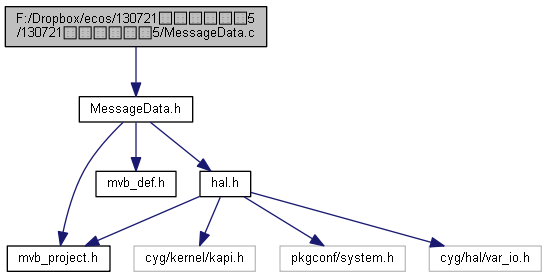 F:/Dropbox/ecos/130721□□□□□□5
/130721□□□□□□5/MessageData.c
MessageData.h
mvb_def.h
hal.h
mvb_project.h
cyg/kernel/kapi.h
pkgconf/system.h
cyg/hal/var_io.h